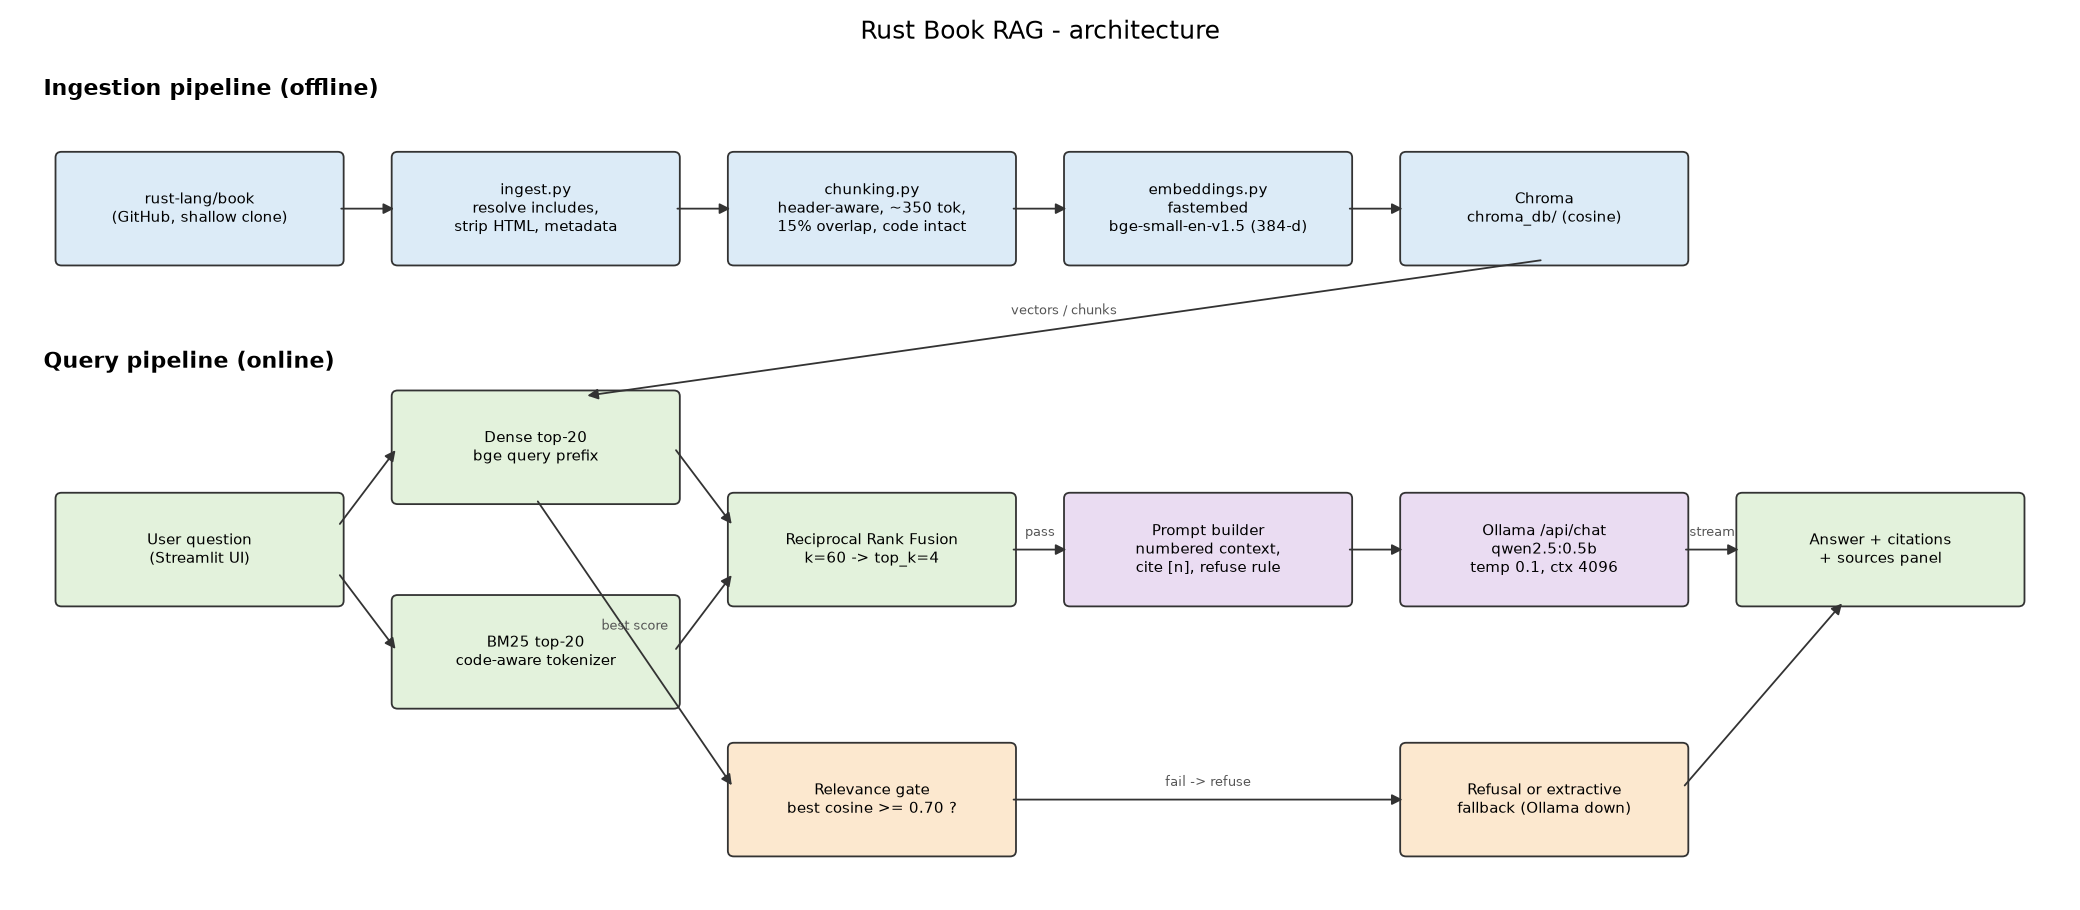 Rust Book RAG - architecture
Ingestion pipeline (offline)
rust-lang/book
(GitHub, shallow clone)
ingest.py
resolve includes,
strip HTML, metadata
chunking.py
header-aware, ~350 tok,
15% overlap, code intact
embeddings.py
fastembed
bge-small-en-v1.5 (384-d)
Chroma
chroma_db/ (cosine)
vectors / chunks
Query pipeline (online)
User question
(Streamlit UI)
Dense top-20
bge query prefix
BM25 top-20
code-aware tokenizer
best score
Reciprocal Rank Fusion
k=60 -> top_k=4
pass
Prompt builder
numbered context,
cite [n], refuse rule
Ollama /api/chat
qwen2.5:0.5b
temp 0.1, ctx 4096
stream
Answer + citations
+ sources panel
Relevance gate
best cosine >= 0.70 ?
fail -> refuse
Refusal or extractive
fallback (Ollama down)